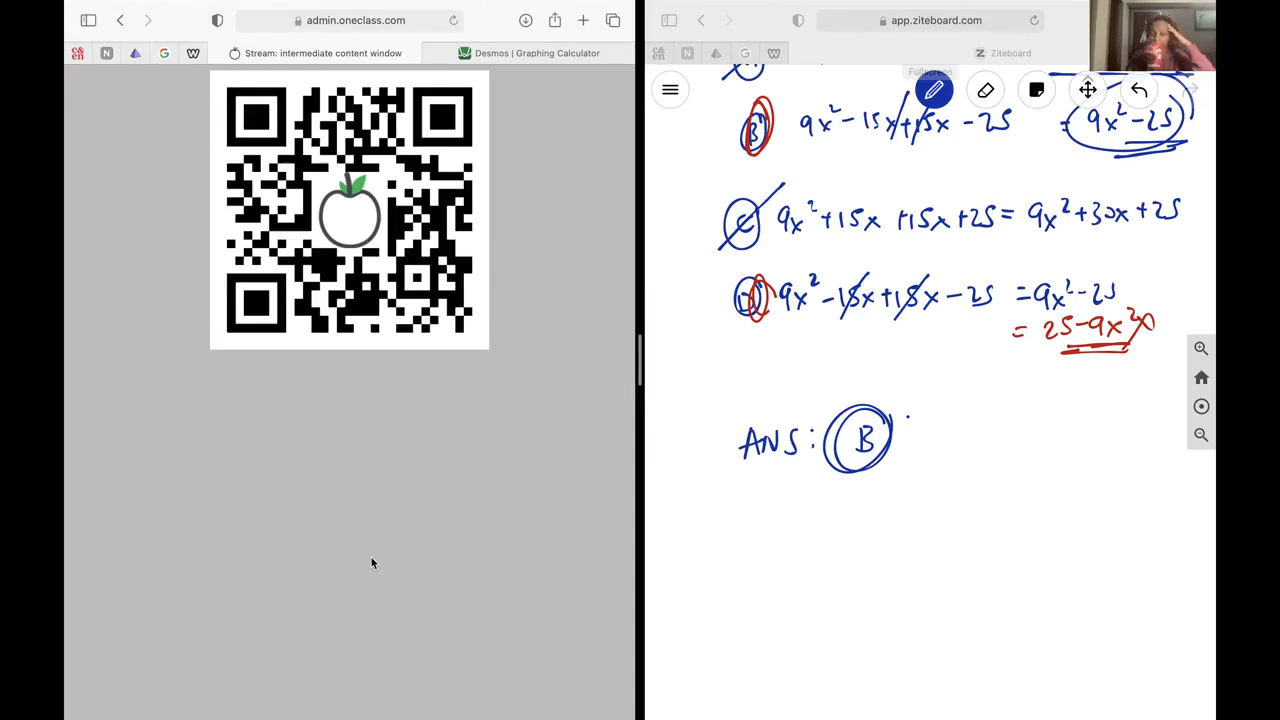 admin.oneclass.com
Stream: intermediate content window
Desmos | Graphing Calculator
app.ziteboard.com
Ziteboard
Fullscreen
B 9x² - 15x + 15x - 25 = 9x² - 25
C 9x² + 15x + 15x + 25 = 9x² + 30x + 25
D 9x² - 15x + 15x - 25 = 9x² - 25
= 25 - 9x²
ANS: B